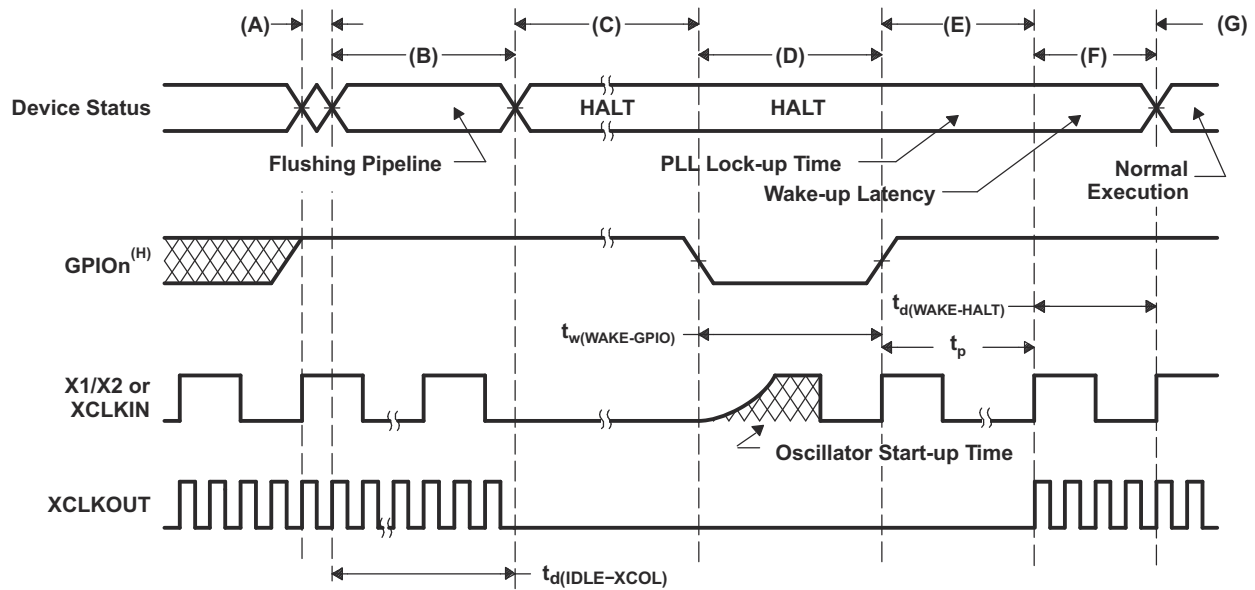 (A)
(C)
(E)
(G)
(B)
(D)
(F)
Device Status
HALT
HALT
Flushing Pipeline
PLL Lock-up Time
Wake-up Latency
Normal
Execution
GPIOn(H)
td(WAKE-HALT)
tw(WAKE-GPIO)
tp
X1/X2 or
XCLKIN
Oscillator Start-up Time
XCLKOUT
td(IDLE−XCOL)